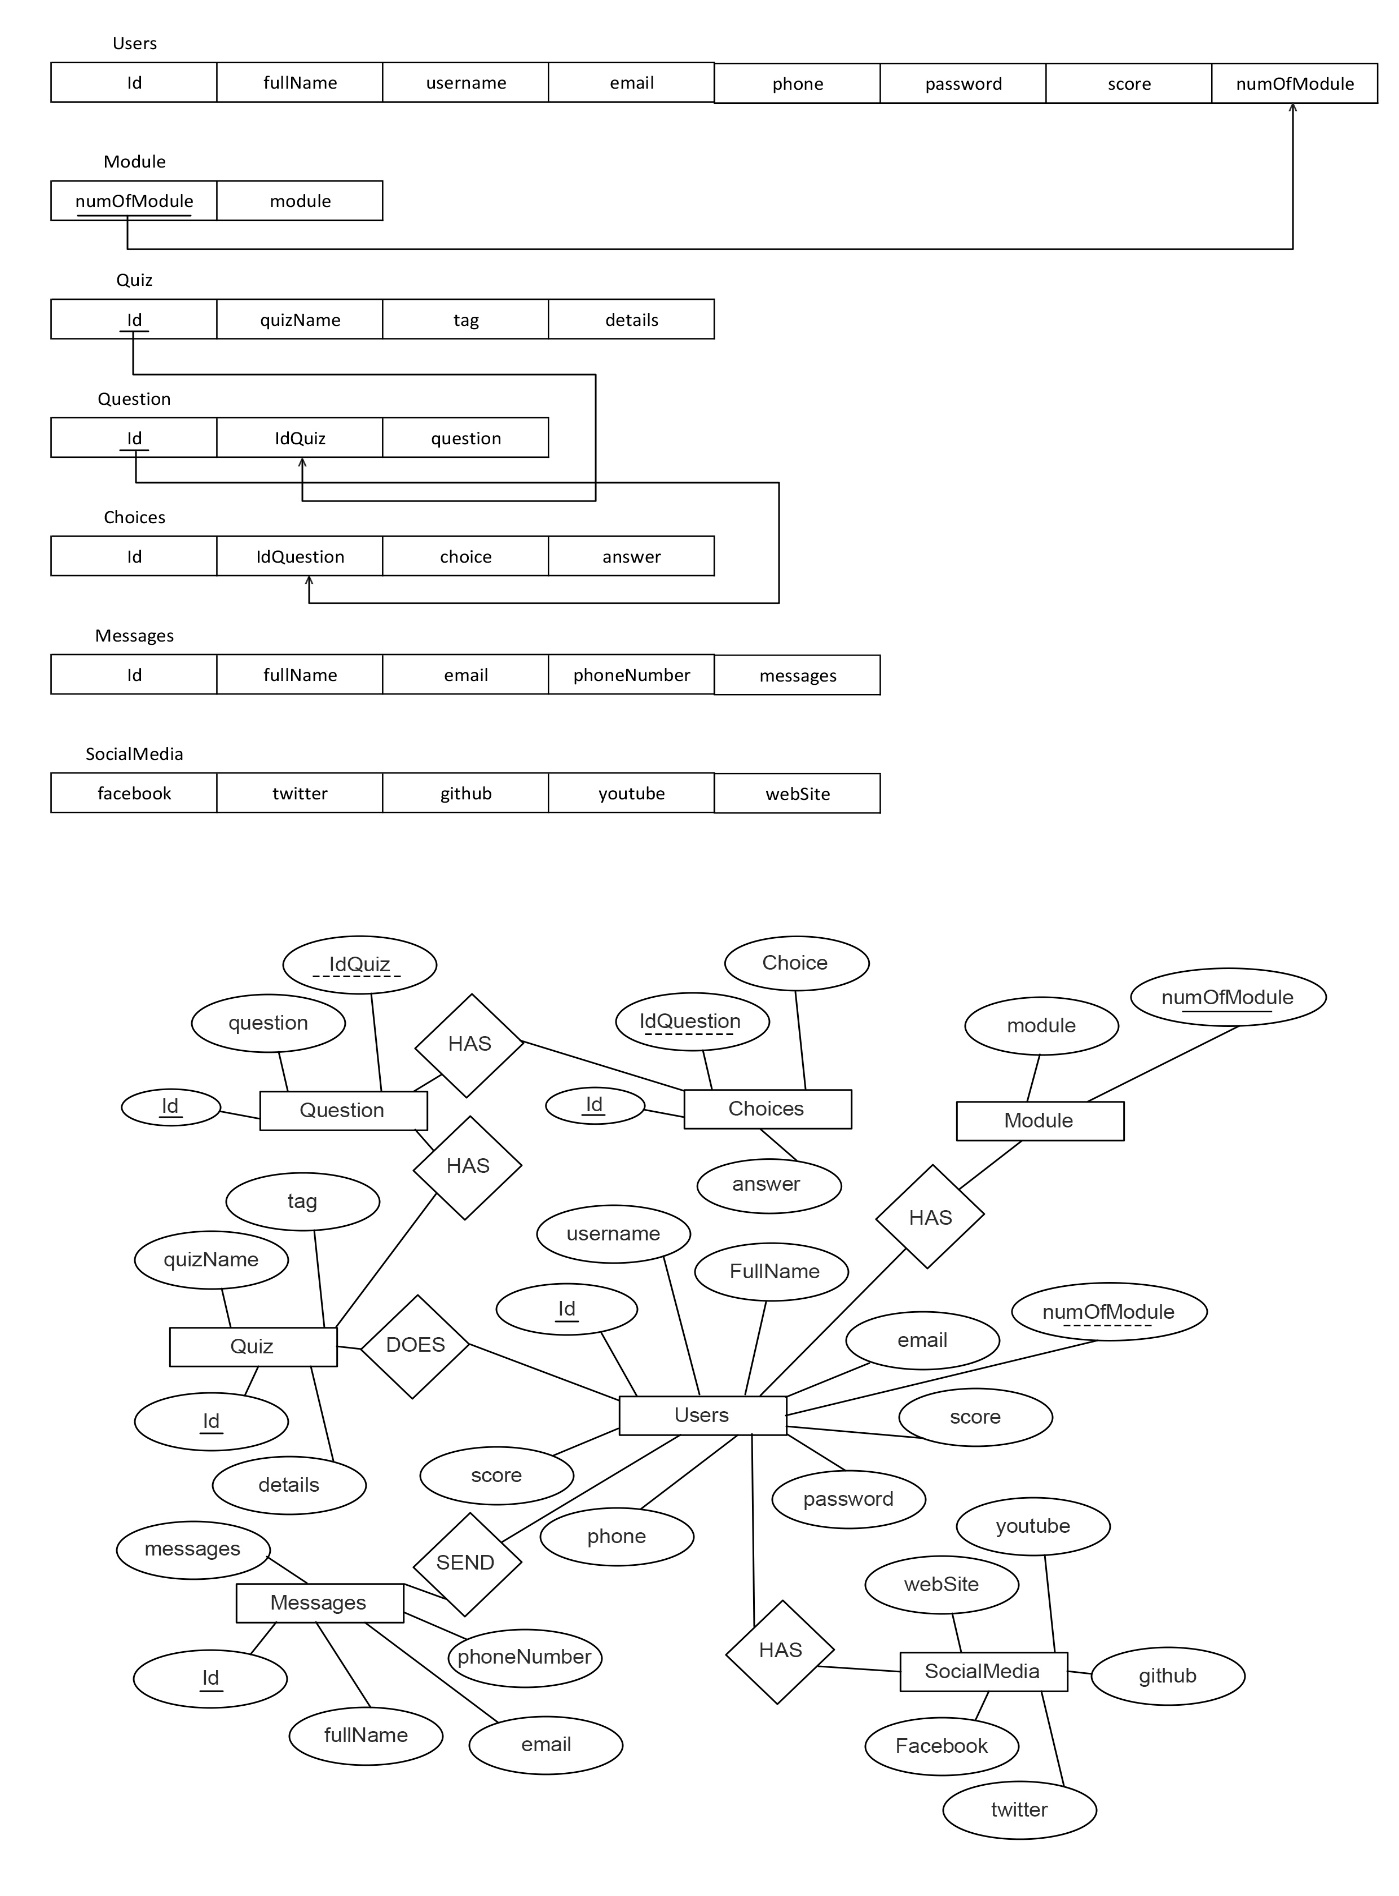 Users
Id fullName username email phone password score numOfModule
Module
numOfModule module
Quiz
Id quizName tag details
Question
Id IdQuiz question
Choices
Id IdQuestion choice answer
Messages
Id fullName email phoneNumber messages
SocialMedia
facebook twitter github youtube webSite
IdQuiz
Choice
question
IdQuestion
module
numOfModule
HAS
Id
Question
Id
Choices
Module
HAS
answer
tag
HAS
quizName
username
FullName
Id
numOfModule
Quiz
DOES
email
Id
Users
score
details
score
password
messages
SEND
phone
youtube
Messages
webSite
Id
phoneNumber
HAS
SocialMedia
github
fullName
email
Facebook
twitter